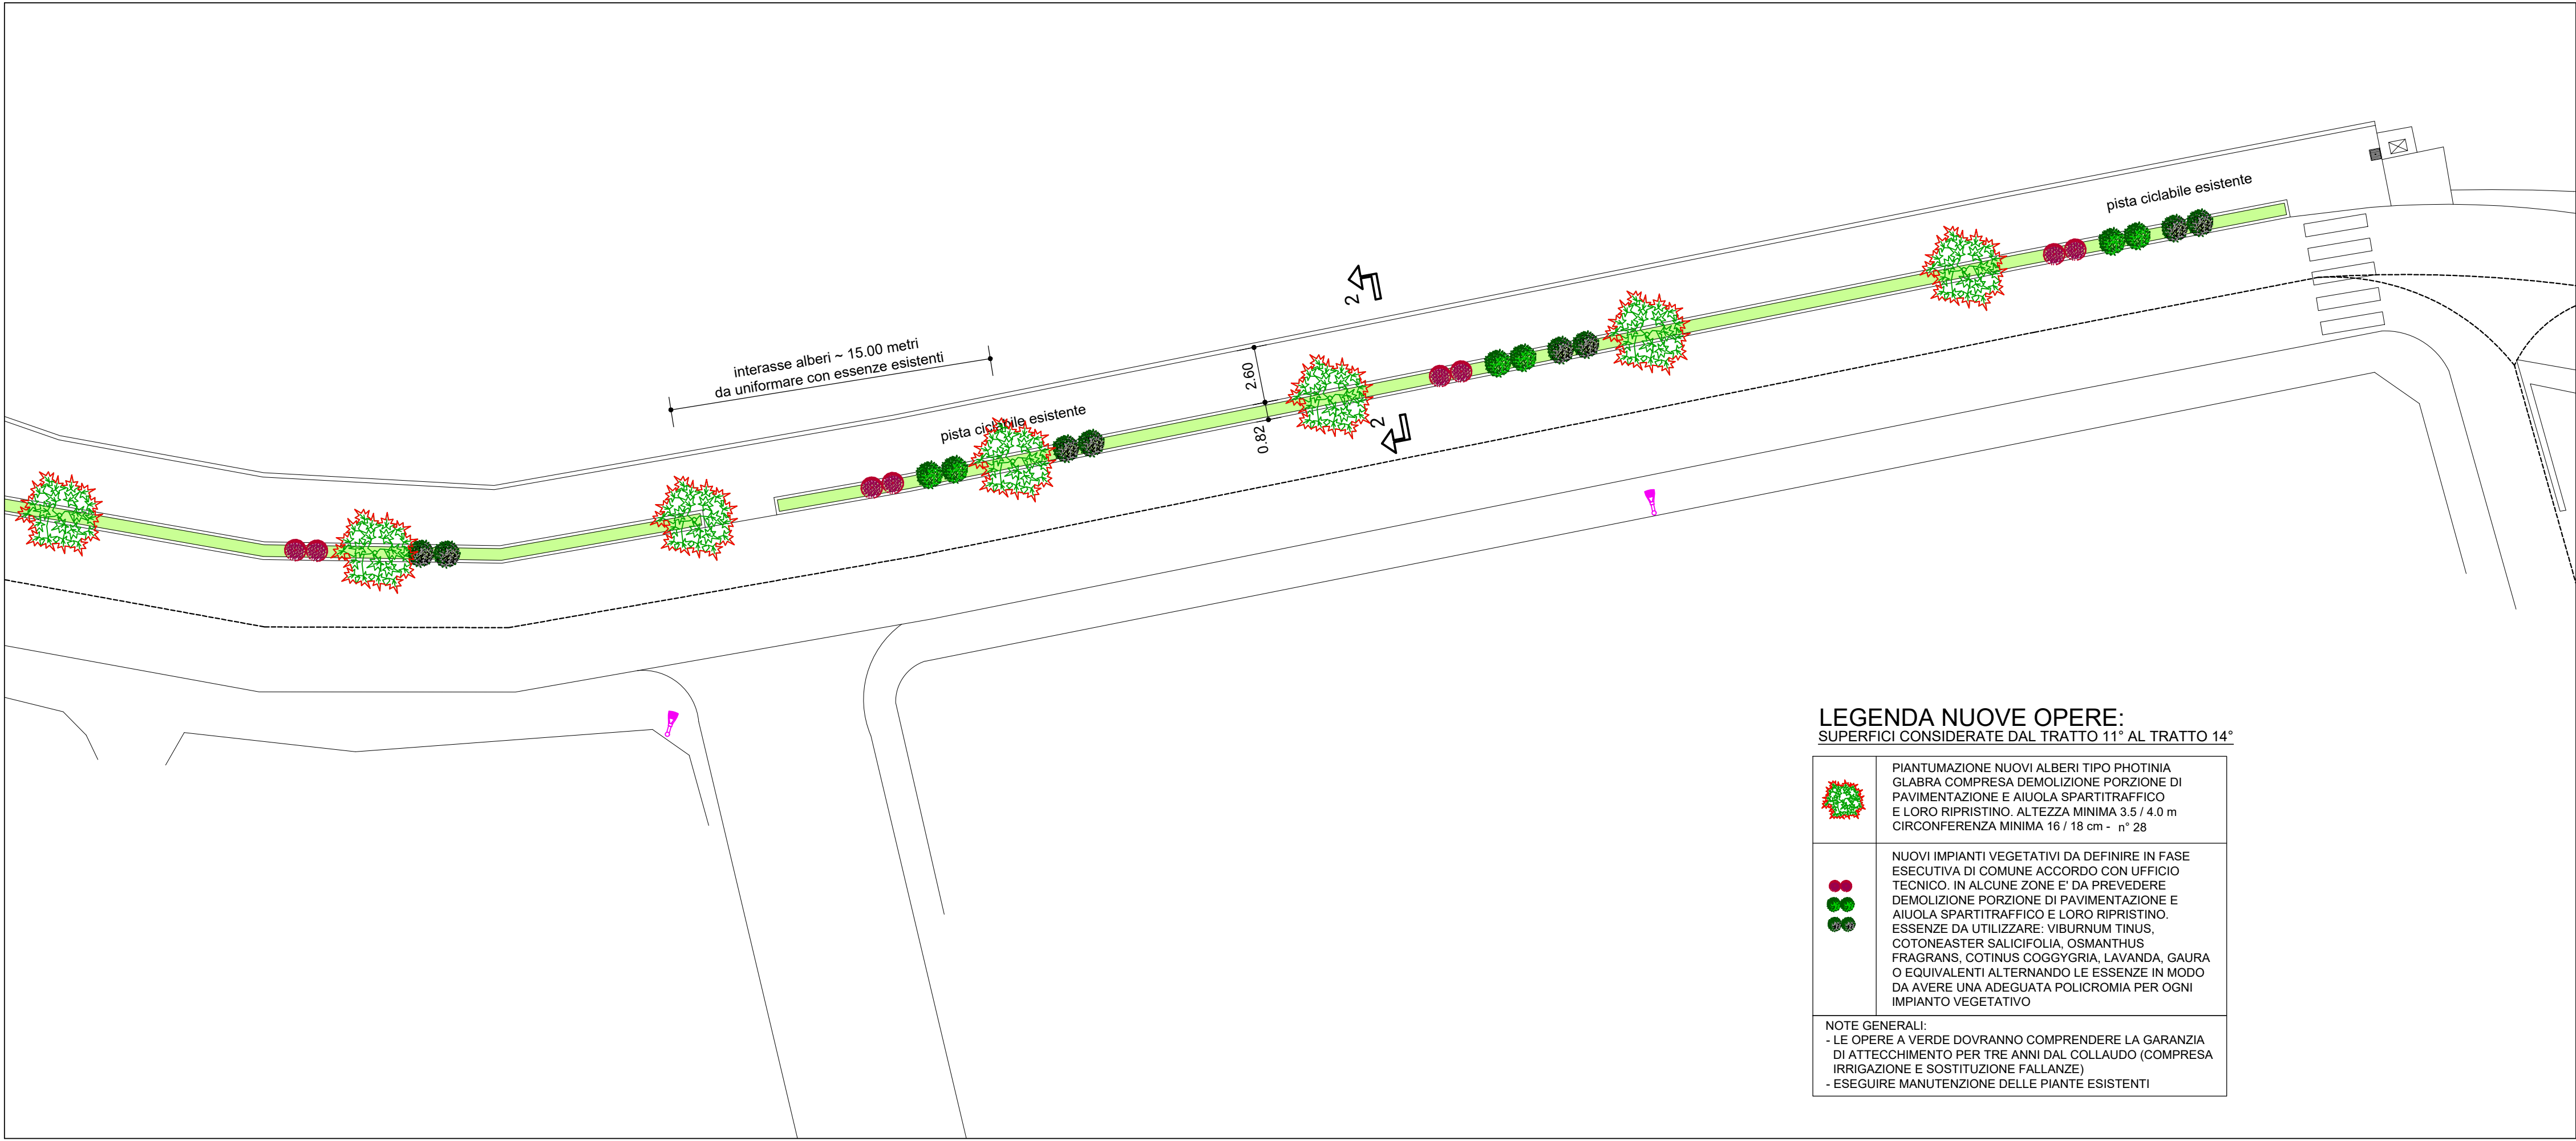 pista ciclabile esistente
2
interasse alberi ~ 15.00 metri
da uniformare con essenze esistenti
2.60
pista ciclabile esistente
0.82
2
LEGENDA NUOVE OPERE:
SUPERFICI CONSIDERATE DAL TRATTO 11° AL TRATTO 14°
PIANTUMAZIONE NUOVI ALBERI TIPO PHOTINIA
GLABRA COMPRESA DEMOLIZIONE PORZIONE DI
PAVIMENTAZIONE E AIUOLA SPARTITRAFFICO
E LORO RIPRISTINO. ALTEZZA MINIMA 3.5 / 4.0 m
CIRCONFERENZA MINIMA 16 / 18 cm - n° 28
NUOVI IMPIANTI VEGETATIVI DA DEFINIRE IN FASE
ESECUTIVA DI COMUNE ACCORDO CON UFFICIO
TECNICO. IN ALCUNE ZONE E' DA PREVEDERE
DEMOLIZIONE PORZIONE DI PAVIMENTAZIONE E
AIUOLA SPARTITRAFFICO E LORO RIPRISTINO.
ESSENZE DA UTILIZZARE: VIBURNUM TINUS,
COTONEASTER SALICIFOLIA, OSMANTHUS
FRAGRANS, COTINUS COGGYGRIA, LAVANDA, GAURA
O EQUIVALENTI ALTERNANDO LE ESSENZE IN MODO
DA AVERE UNA ADEGUATA POLICROMIA PER OGNI
IMPIANTO VEGETATIVO
NOTE GENERALI:
- LE OPERE A VERDE DOVRANNO COMPRENDERE LA GARANZIA
DI ATTECCHIMENTO PER TRE ANNI DAL COLLAUDO (COMPRESA
IRRIGAZIONE E SOSTITUZIONE FALLANZE)
- ESEGUIRE MANUTENZIONE DELLE PIANTE ESISTENTI